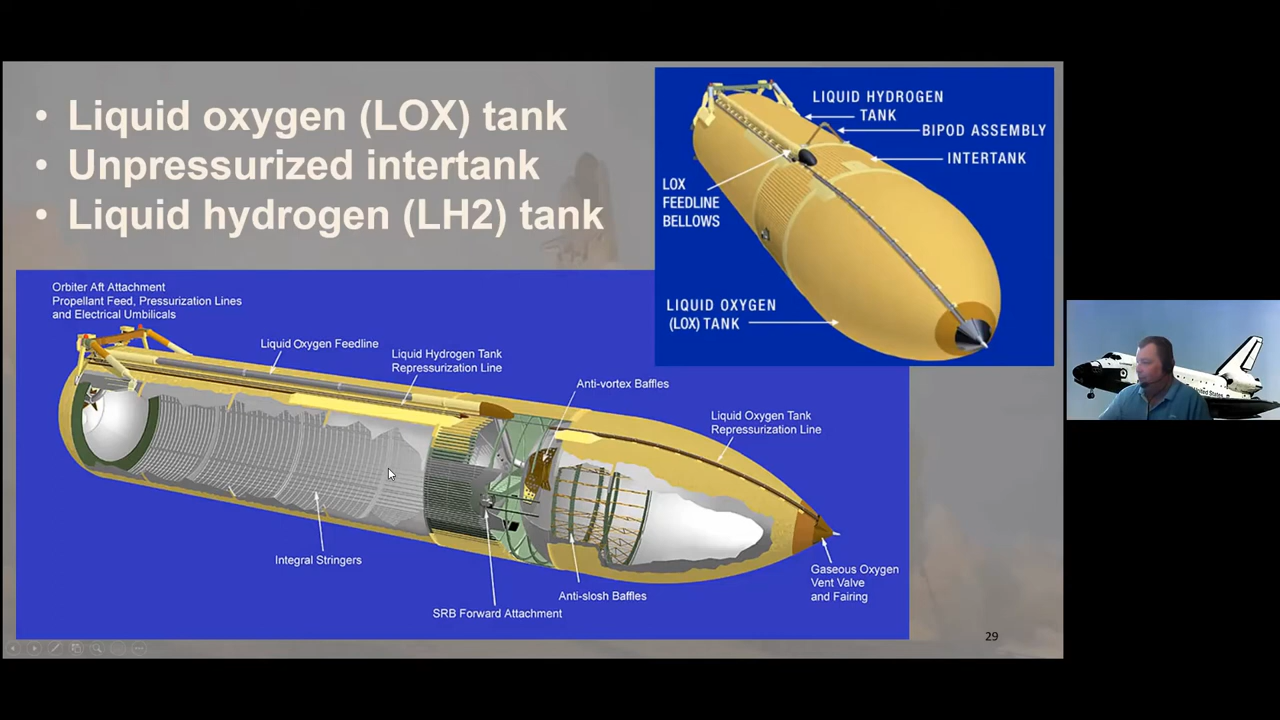 • Liquid oxygen (LOX) tank
• Unpressurized intertank
• Liquid hydrogen (LH2) tank
LIQUID HYDROGEN
TANK
BIPOD ASSEMBLY
INTERTANK
LOX
FEEDLINE
BELLOWS
LIQUID OXYGEN
(LOX) TANK
Orbiter Aft Attachment
Propellant Feed, Pressurization Lines
and Electrical Umbilicals
Liquid Oxygen Feedline
Liquid Hydrogen Tank
Repressurization Line
Anti-vortex Baffles
Liquid Oxygen Tank
Repressurization Line
Integral Stringers
SRB Forward Attachment
Anti-slosh Baffles
Gaseous Oxygen
Vent Valve
and Fairing
29
United States